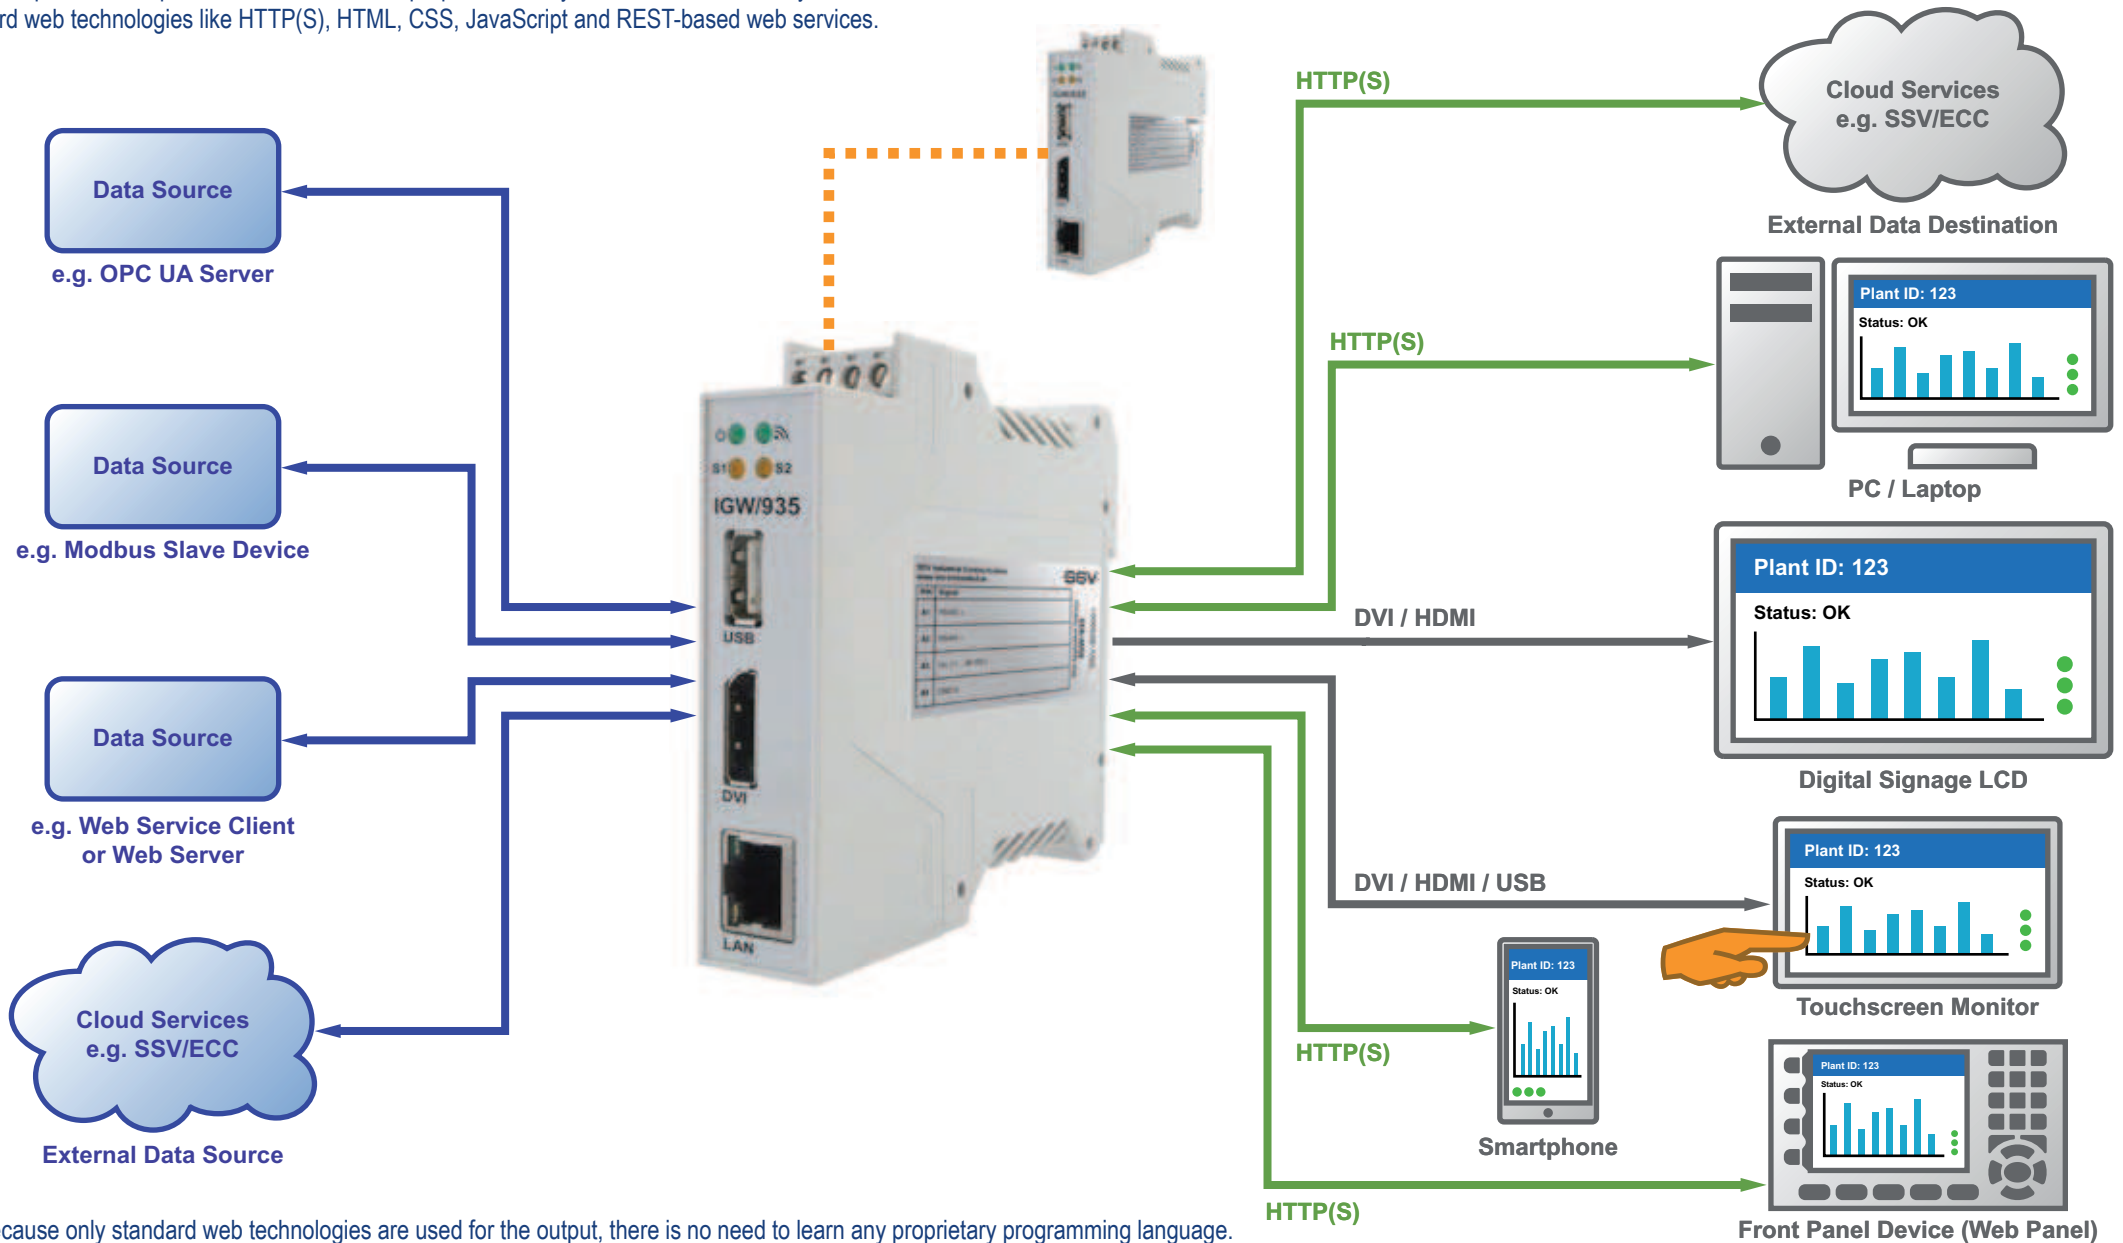 rd web technologies like HTTP(S), HTML, CSS, JavaScript and REST-based web services.
Data Source
e.g. OPC UA Server
Data Source
e.g. Modbus Slave Device
Data Source
e.g. Web Service Client
or Web Server
Cloud Services
e.g. SSV/ECC
External Data Source
S1
S2
IGW/935
USB
DVI
LAN
SSV
HTTP(S)
HTTP(S)
DVI / HDMI
DVI / HDMI / USB
HTTP(S)
HTTP(S)
Cloud Services
e.g. SSV/ECC
External Data Destination
Plant ID: 123
Status: OK
PC / Laptop
Plant ID: 123
Status: OK
Digital Signage LCD
Plant ID: 123
Status: OK
Touchscreen Monitor
Plant ID: 123
Status: OK
Smartphone
Plant ID: 123
Status: OK
Front Panel Device (Web Panel)
ecause only standard web technologies are used for the output, there is no need to learn any proprietary programming language.